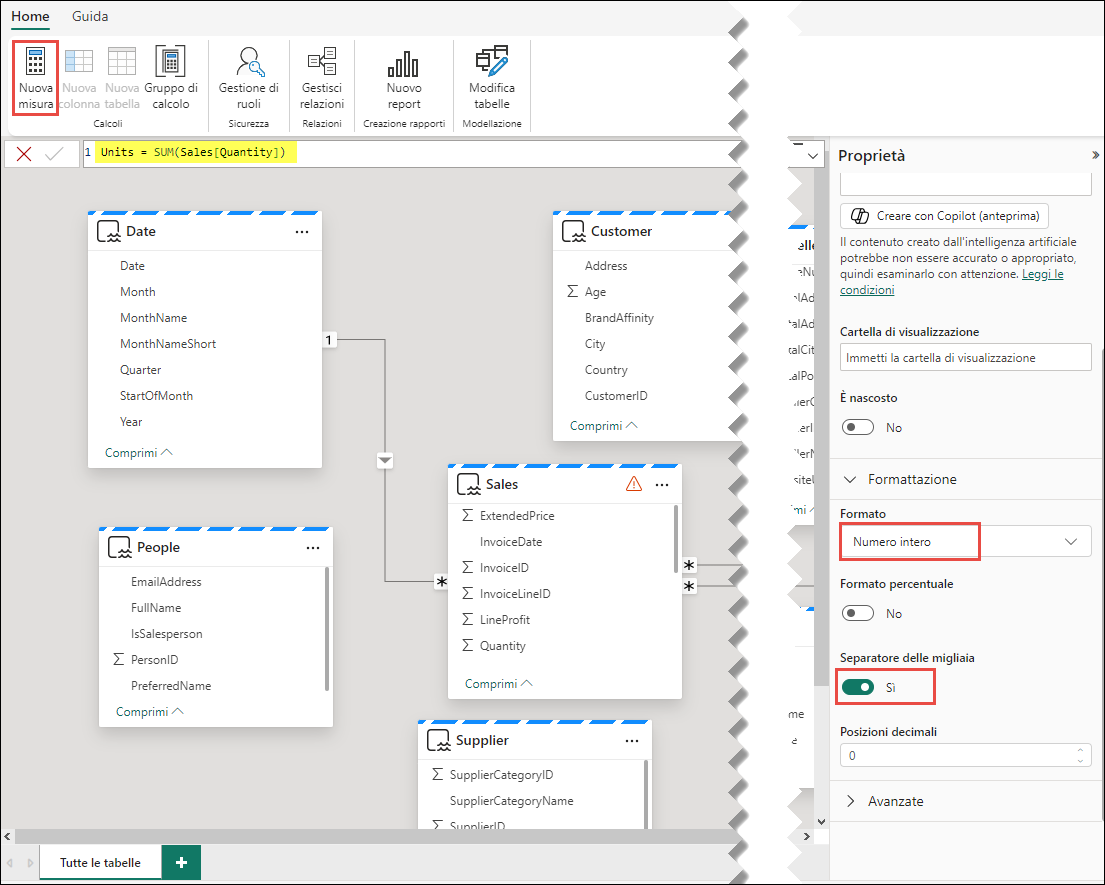 Home Guida
Nuova misura
Nuova colonna
Nuova tabella
Gruppo di calcolo
Calcoli
Gestione di ruoli
Sicurezza
Gestisci relazioni
Relazioni
Nuovo report
Creazione rapporti
Modifica tabelle
Modellazione
1 Units = SUM(Sales[Quantity])
Date
Date
Month
MonthName
MonthNameShort
Quarter
StartOfMonth
Year
Comprimi
1
Customer
Address
Age
BrandAffinity
City
Country
CustomerID
Comprimi
People
EmailAddress
FullName
IsSalesperson
PersonID
PreferredName
Comprimi
Sales
ExtendedPrice
InvoiceDate
InvoiceID
InvoiceLineID
LineProfit
Quantity
Comprimi
*
*
*
Supplier
SupplierCategoryID
SupplierCategoryName
SupplierID
Tutte le tabelle
+
Proprietà
Creare con Copilot (anteprima)
Il contenuto creato dall'intelligenza artificiale
potrebbe non essere accurato o appropriato,
quindi esaminarlo con attenzione. Leggi le
condizioni
Cartella di visualizzazione
Immetti la cartella di visualizzazione
È nascosto
No
Formattazione
Formato
Numero intero
Formato percentuale
No
Separatore delle migliaia
Sì
Posizioni decimali
0
Avanzate